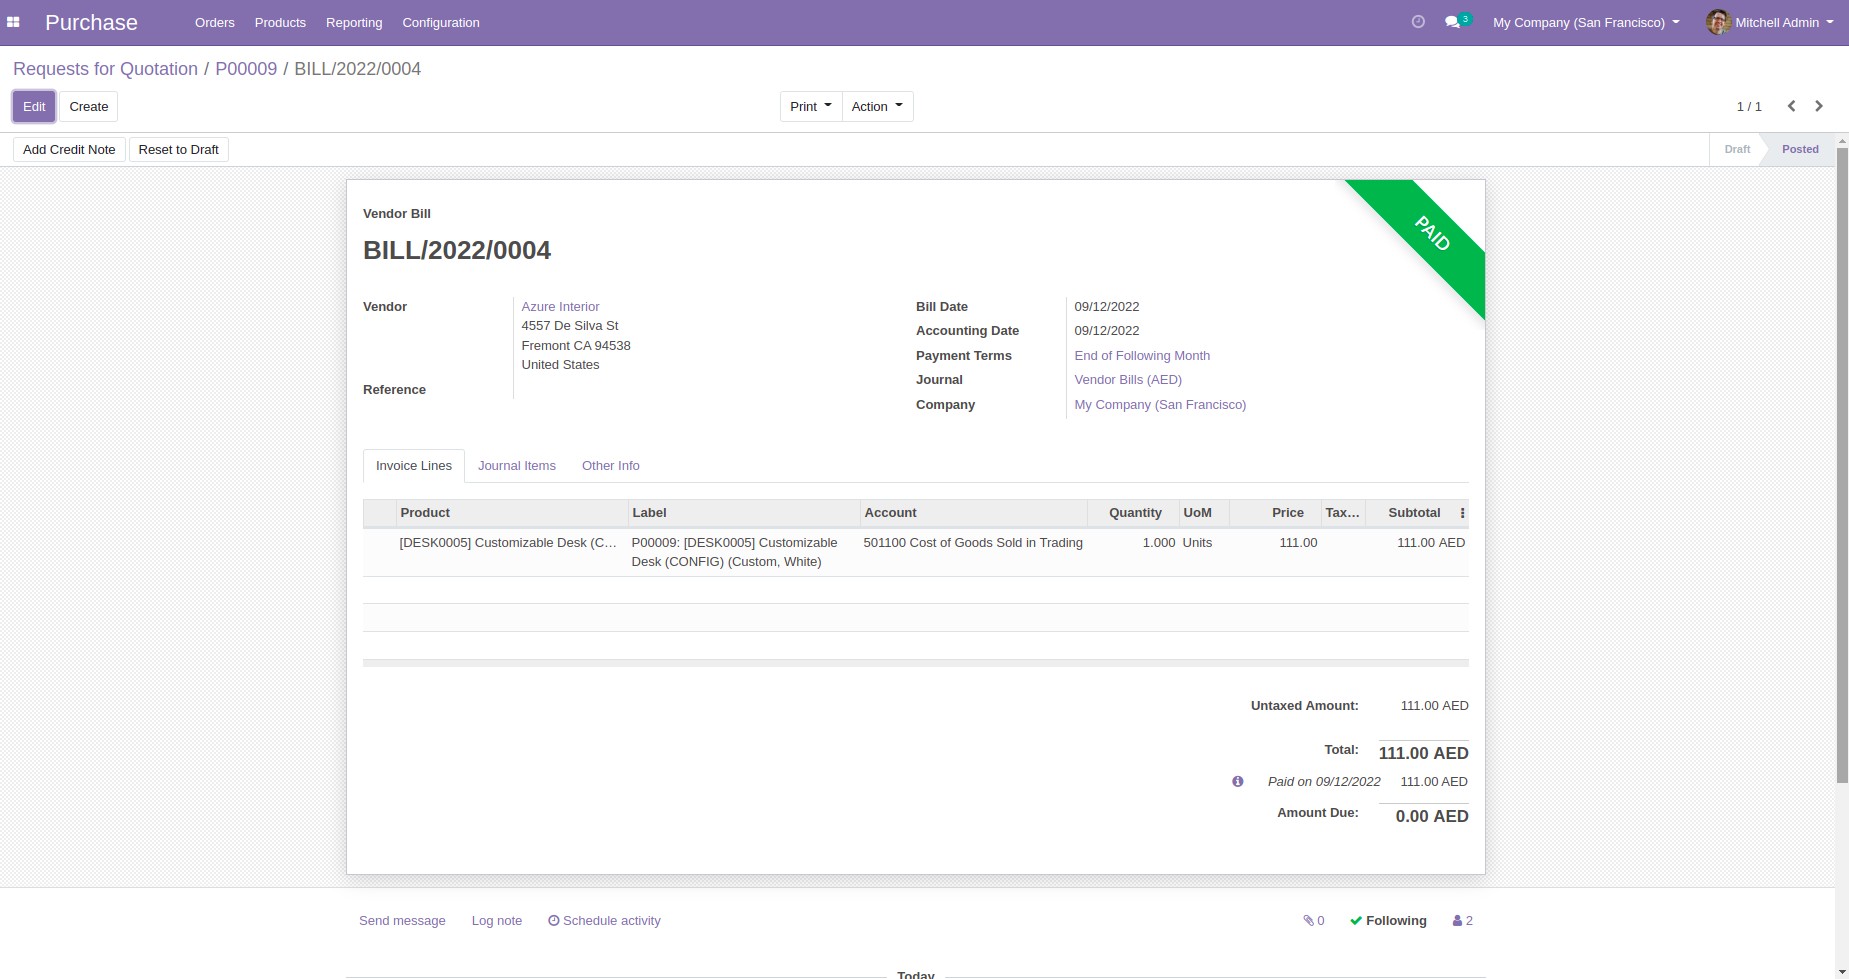 Purchase Orders Products Reporting Configuration 3 My Company (San Francisco) Mitchell Admin
Requests for Quotation / P00009 / BILL/2022/0004
Edit Create Print Action 1 / 1
Add Credit Note Reset to Draft Draft Posted
PAID
Vendor Bill
BILL/2022/0004
Vendor Azure Interior
4557 De Silva St
Fremont CA 94538
United States
Reference
Bill Date 09/12/2022
Accounting Date 09/12/2022
Payment Terms End of Following Month
Journal Vendor Bills (AED)
Company My Company (San Francisco)
Invoice Lines Journal Items Other Info
Product Label Account Quantity UoM Price Tax... Subtotal
[DESK0005] Customizable Desk (C... P00009: [DESK0005] Customizable 501100 Cost of Goods Sold in Trading 1.000 Units 111.00 111.00 AED
Desk (CONFIG) (Custom, White)
Untaxed Amount: 111.00 AED
Total: 111.00 AED
Paid on 09/12/2022 111.00 AED
Amount Due: 0.00 AED
Send message Log note Schedule activity 0 Following 2
Today